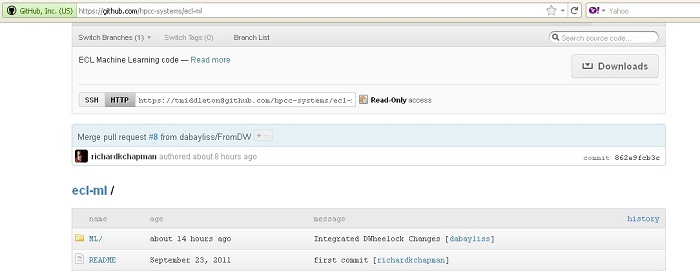 GitHub, Inc. (US) https://github.com/hpcc-systems/ecl-ml Yahoo
Switch Branches (1) Switch Tags (0) Branch List Search source code...
ECL Machine Learning code — Read more
Downloads
SSH HTTP https://tmiddleton@github.com/hpcc-systems/ecl- Read-Only access
Merge pull request #8 from dabayliss/FromDW
richardkchapman authored about 8 hours ago commit 862e9fcb3c
ecl-ml /
name age message history
ML/ about 14 hours ago Integrated DWheelock Changes [dabayliss]
README September 23, 2011 first commit [richardkchapman]